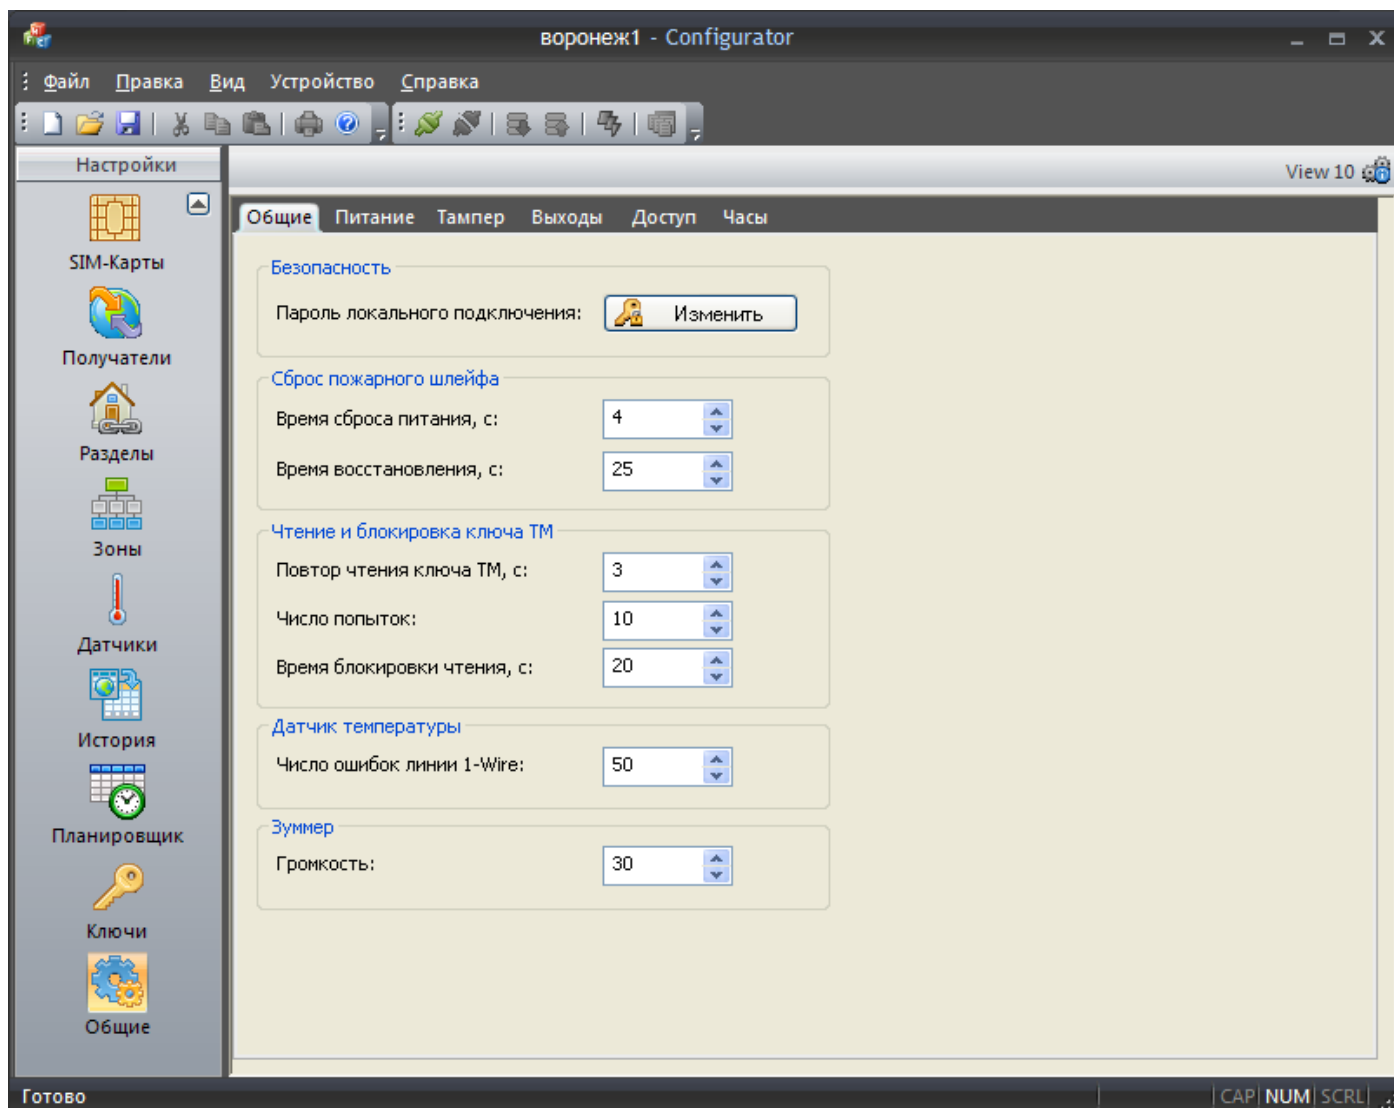 воронеж1 - Configurator
Файл Правка Вид Устройство Справка
Настройки
View 10
SIM-Карты
Получатели
Разделы
Зоны
Датчики
История
Планировщик
Ключи
Общие
Общие Питание Тампер Выходы Доступ Часы
Безопасность
Пароль локального подключения: Изменить
Сброс пожарного шлейфа
Время сброса питания, с: 4
Время восстановления, с: 25
Чтение и блокировка ключа ТМ
Повтор чтения ключа ТМ, с: 3
Число попыток: 10
Время блокировки чтения, с: 20
Датчик температуры
Число ошибок линии 1-Wire: 50
Зуммер
Громкость: 30
Готово
CAP NUM SCRL